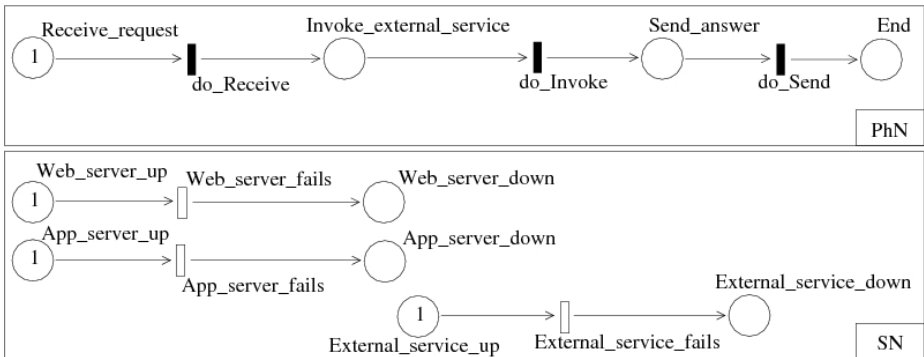 Receive_request
Invoke_external_service
Send_answer
End
1
do_Receive
do_Invoke
do_Send
PhN
Web_server_up
Web_server_fails
Web_server_down
1
App_server_up
App_server_down
1
App_server_fails
External_service_down
1
External_service_up
External_service_fails
SN